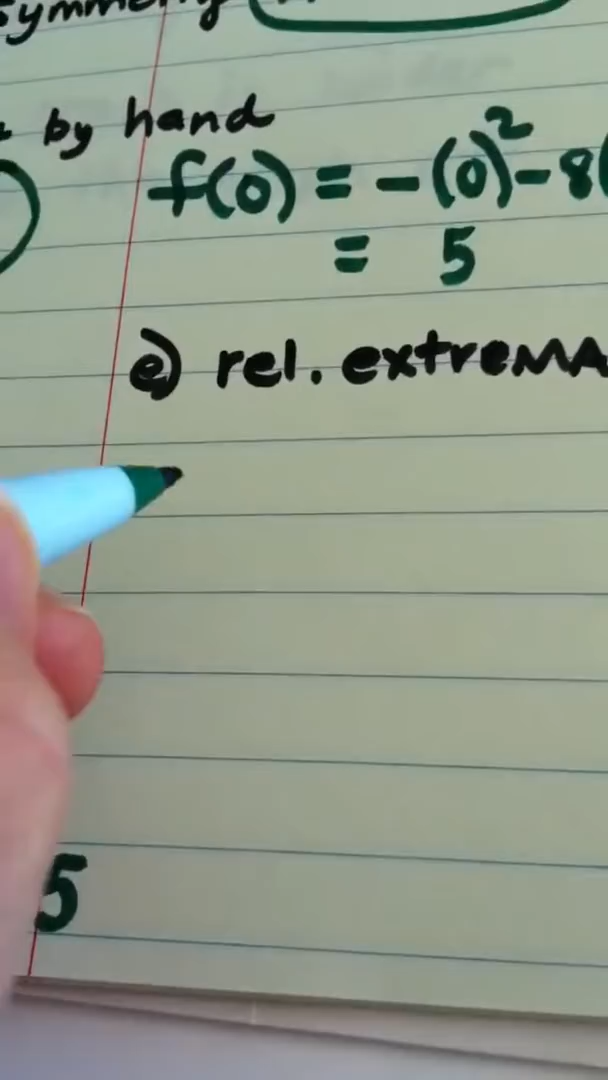 by hand
f(0) = -(0)²-8(
= 5
e) rel. extrema
5